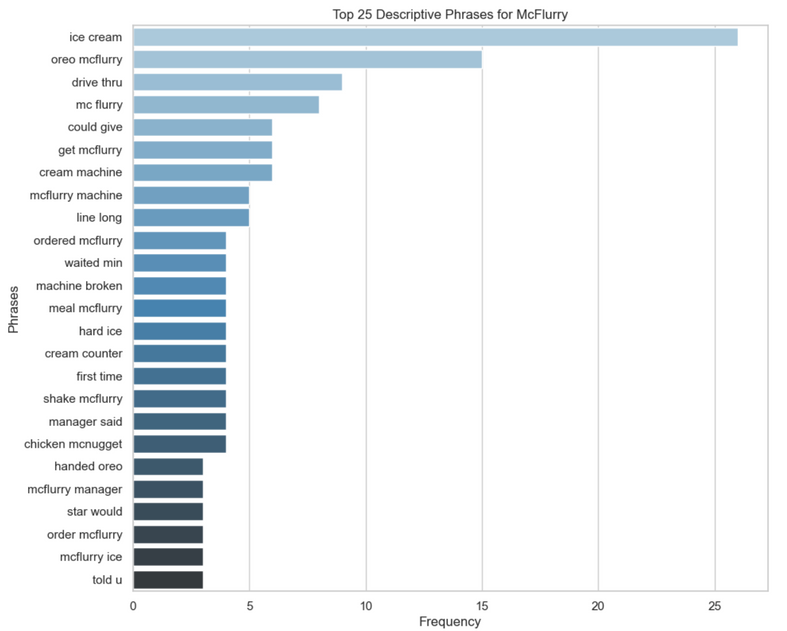 Top 25 Descriptive Phrases for McFlurry
Phrases
ice cream
oreo mcflurry
drive thru
mc flurry
could give
get mcflurry
cream machine
mcflurry machine
line long
ordered mcflurry
waited min
machine broken
meal mcflurry
hard ice
cream counter
first time
shake mcflurry
manager said
chicken mcnugget
handed oreo
mcflurry manager
star would
order mcflurry
mcflurry ice
told u
0 5 10 15 20 25
Frequency